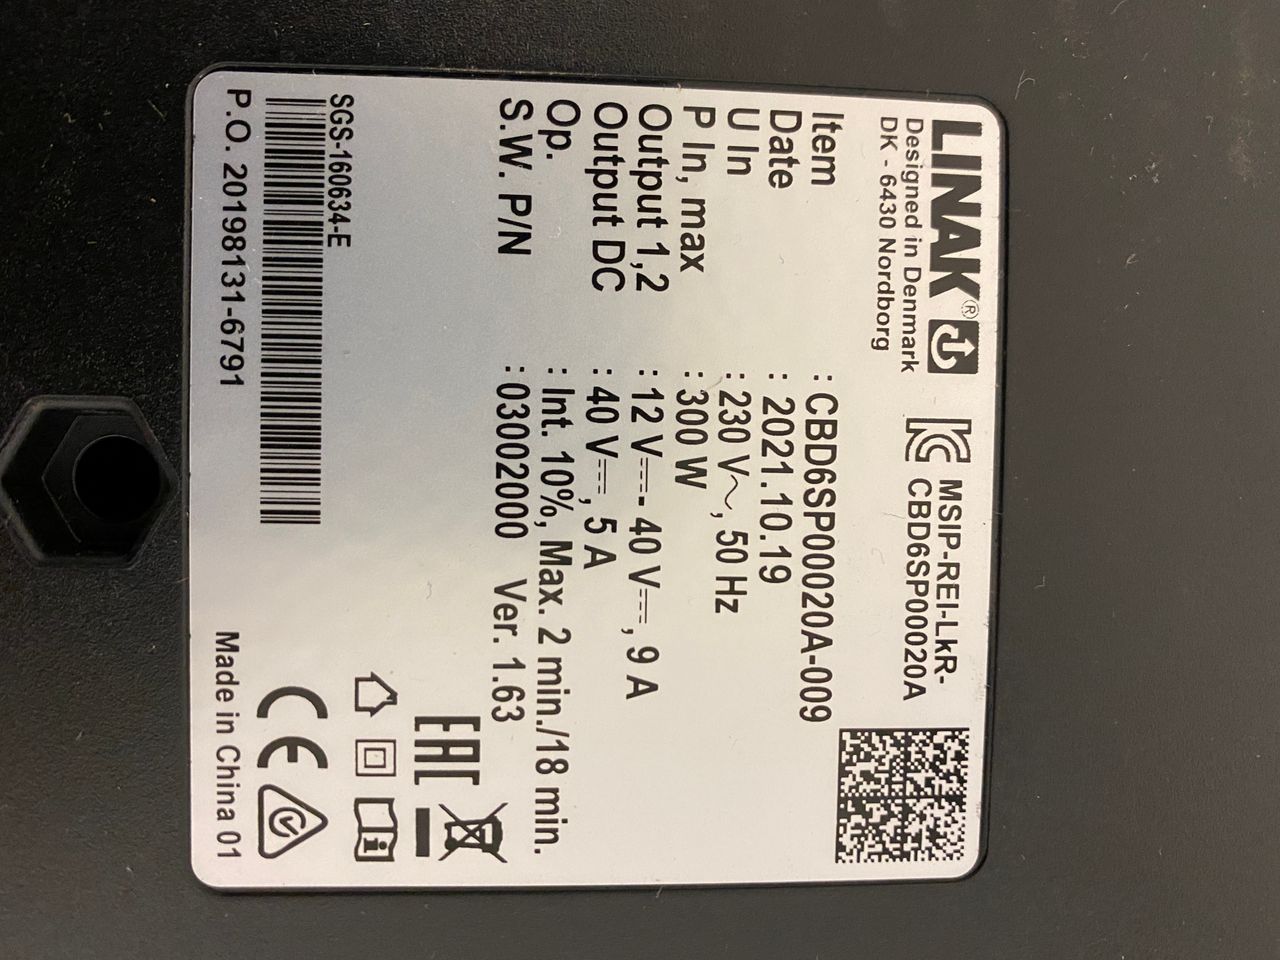 LINAK®
Designed in Denmark
DK - 6430 Nordborg
MSIP-REI-LkR-
CBD6SP00020A
Item : CBD6SP00020A-009
Date : 2021.10.19
U In : 230 V~, 50 Hz
P In, max : 300 W
Output 1,2 : 12 V⎓- 40 V⎓, 9 A
Output DC : 40 V⎓, 5 A
Op. : Int. 10%, Max. 2 min./18 min.
S.W. P/N : 03002000 Ver. 1.63
EAC
SGS-160634-E
CE
P.O. 20198131-6791
Made in China 01